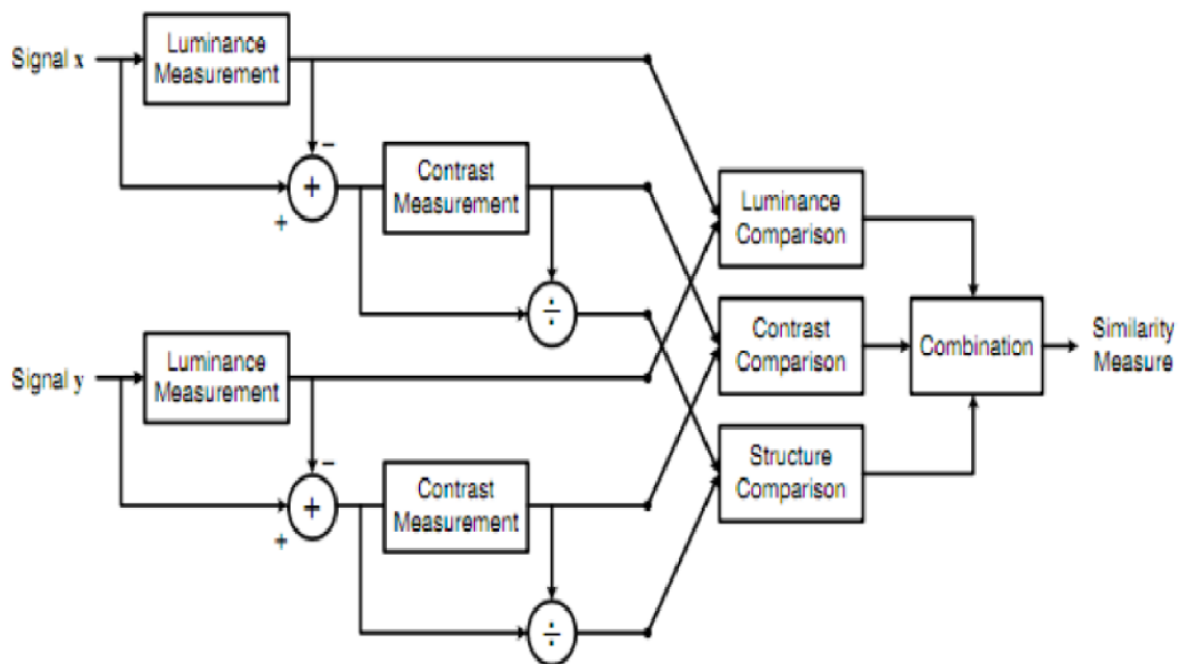 Signal x
Luminance
Measurement
−
+
+
Contrast
Measurement
÷
Signal y
Luminance
Measurement
−
+
+
Contrast
Measurement
÷
Luminance
Comparison
Contrast
Comparison
Structure
Comparison
Combination
Similarity
Measure